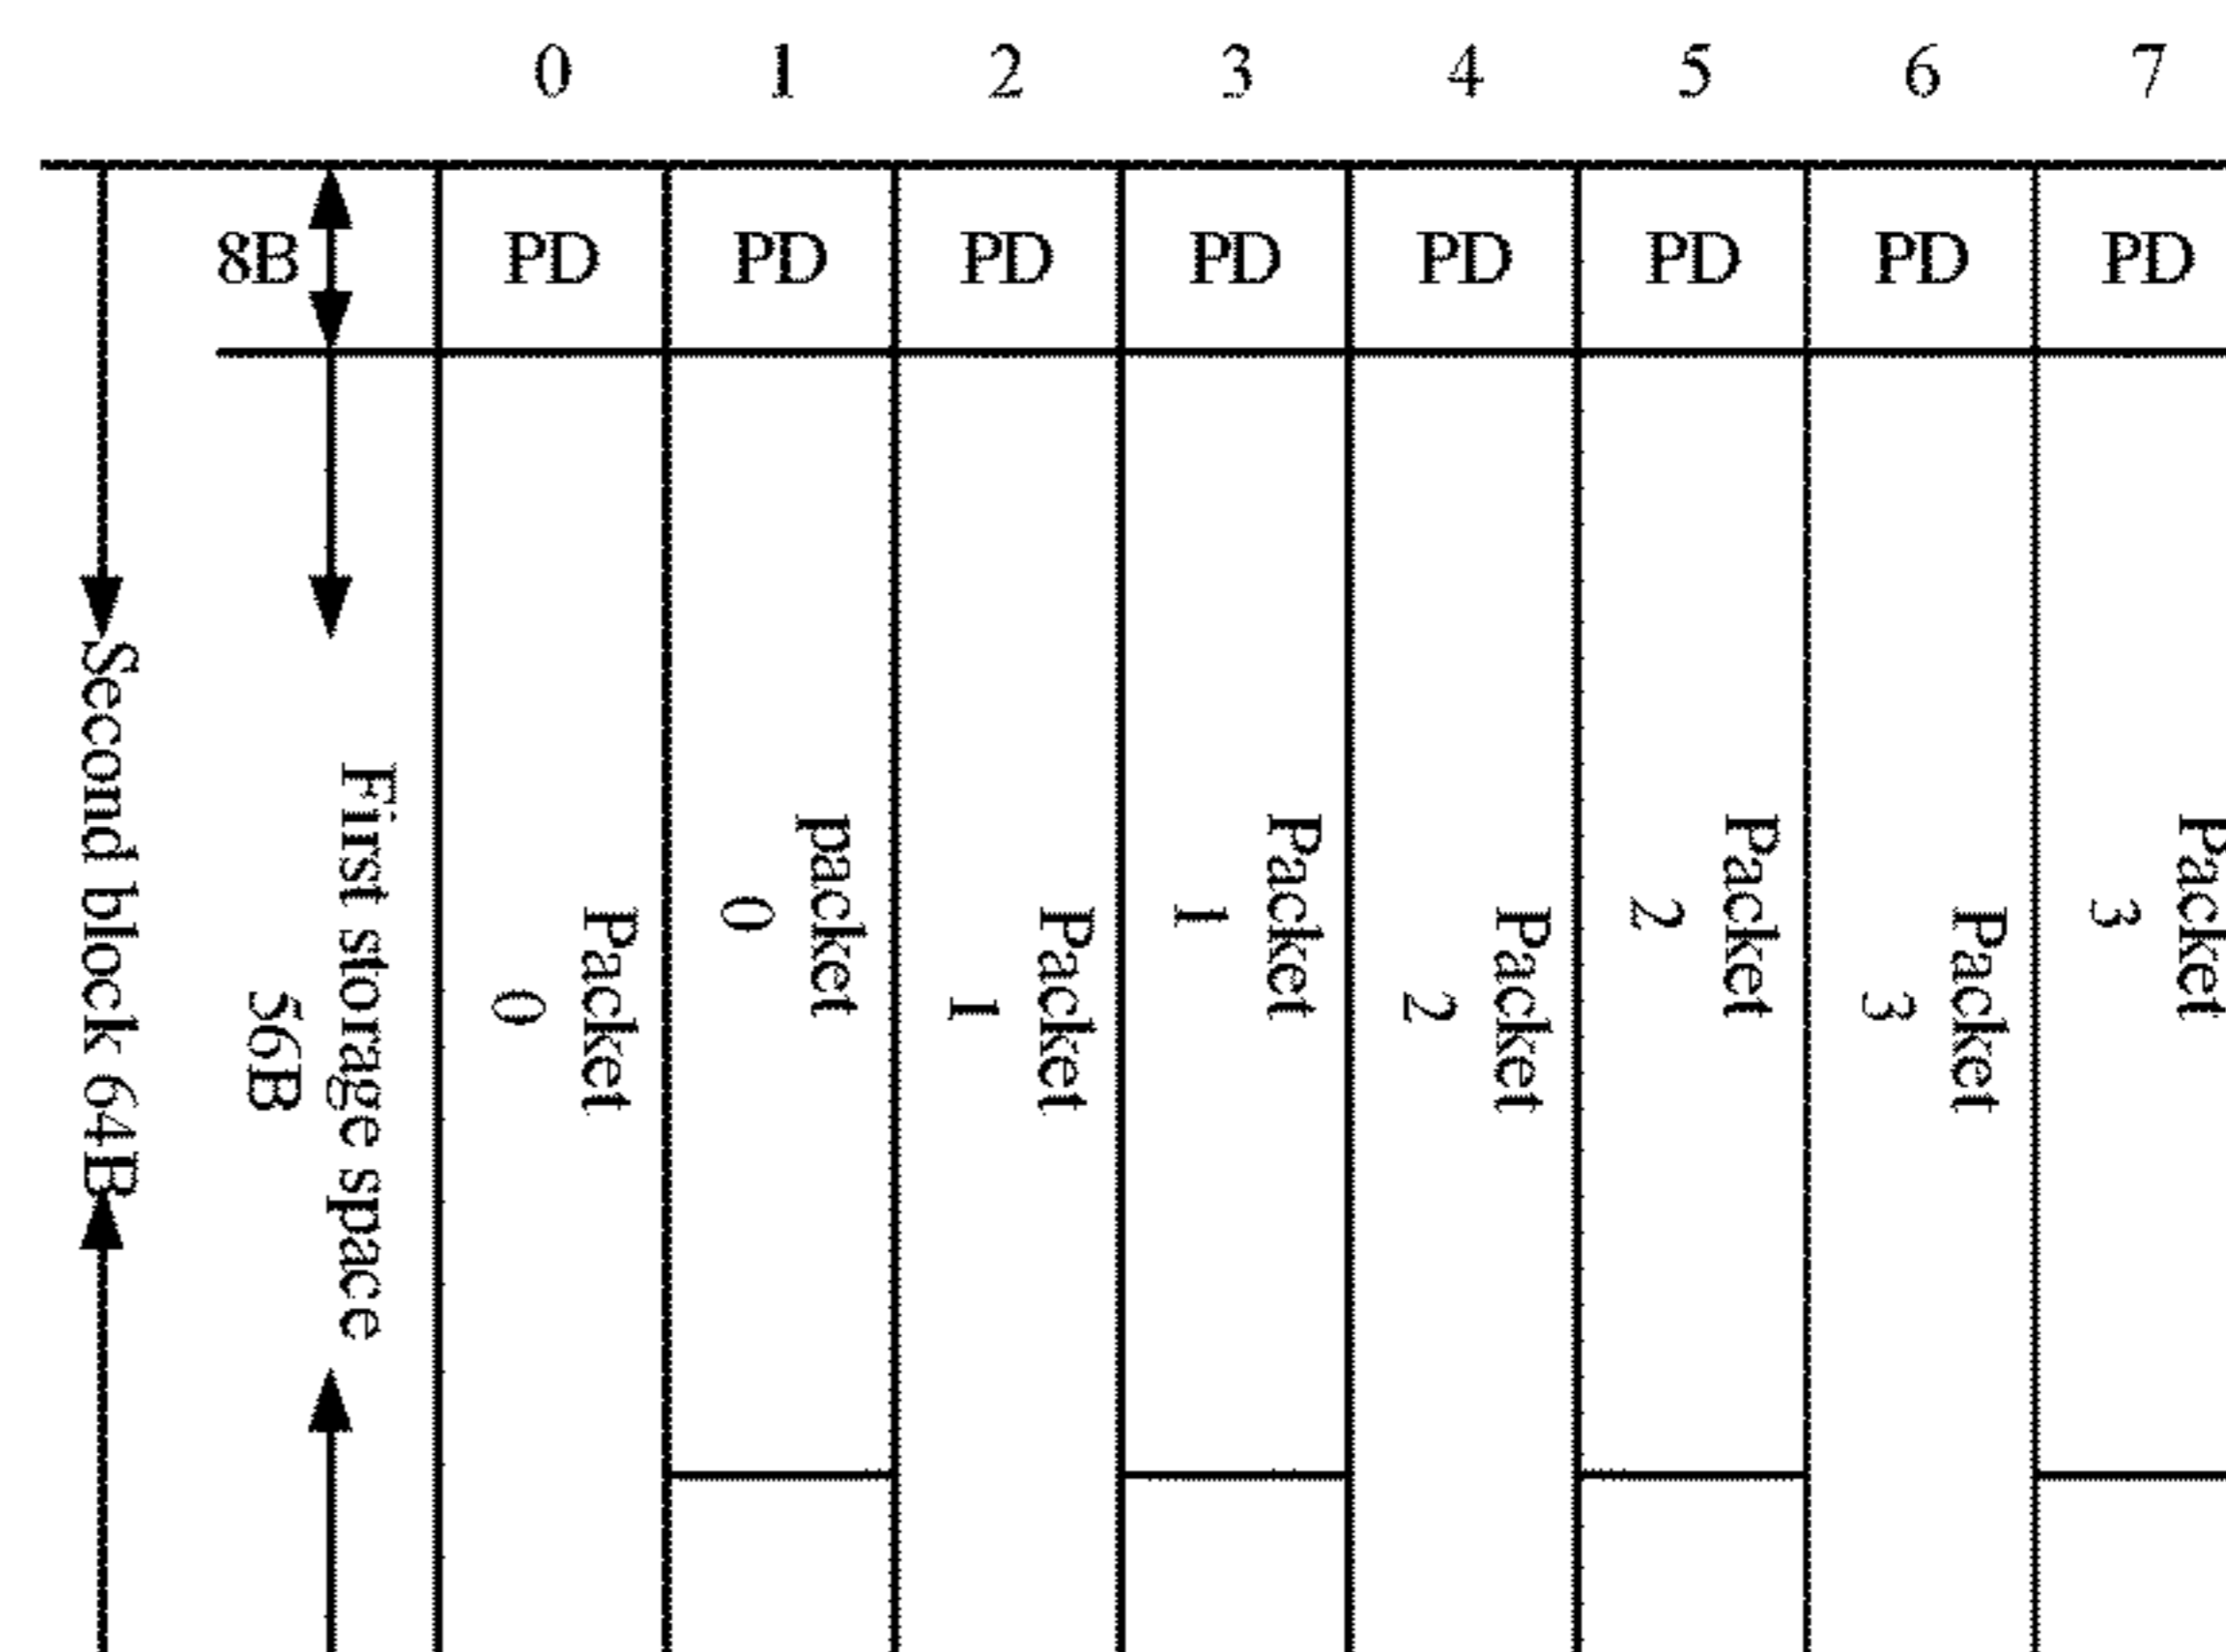 0 1 2 3 4 5 6 7
8B PD PD PD PD PD PD PD PD
Second block 64B
First storage space
56B
Packet
0
packet
0
Packet
1
Packet
1
Packet
2
Packet
2
Packet
3
Packet
3